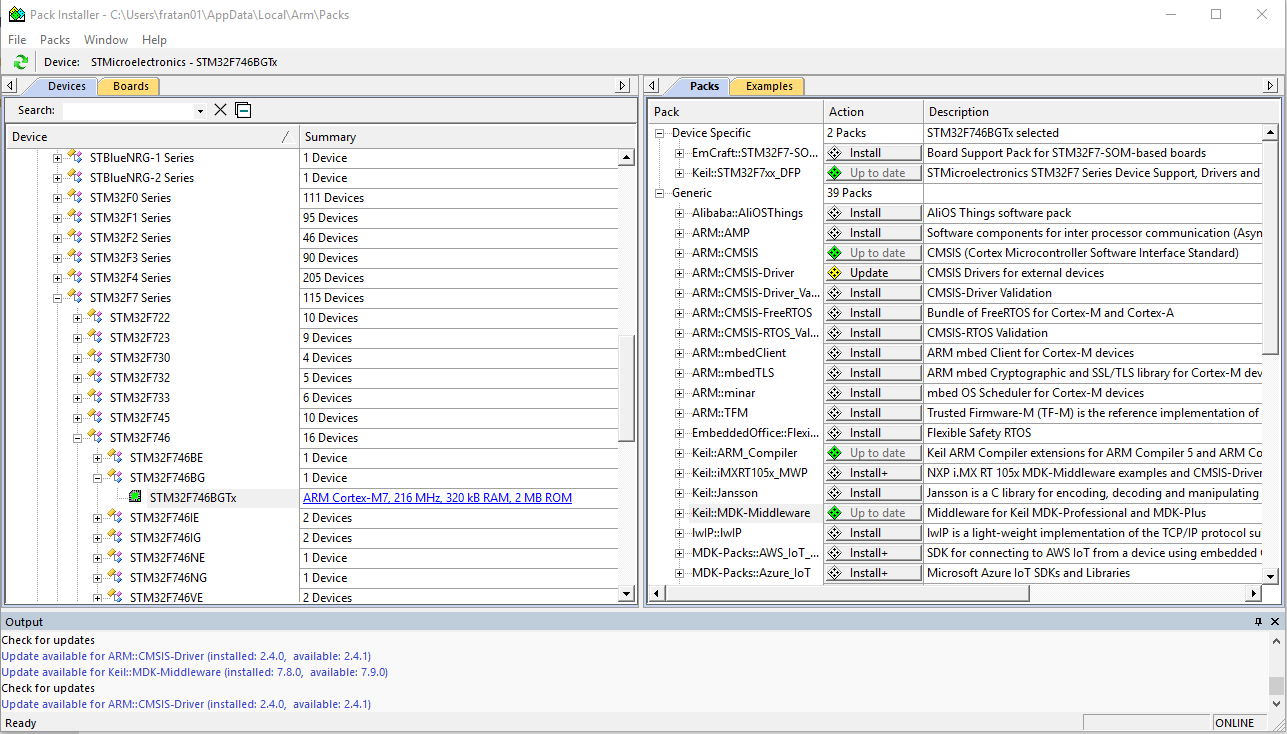 Pack Installer - C:\Users\fratan01\AppData\Local\Arm\Packs
File Packs Window Help
Device: STMicroelectronics - STM32F746BGTx
Devices Boards
Search:
Device Summary
STBlueNRG-1 Series 1 Device
STBlueNRG-2 Series 1 Device
STM32F0 Series 111 Devices
STM32F1 Series 95 Devices
STM32F2 Series 46 Devices
STM32F3 Series 90 Devices
STM32F4 Series 205 Devices
STM32F7 Series 115 Devices
STM32F722 10 Devices
STM32F723 9 Devices
STM32F730 4 Devices
STM32F732 5 Devices
STM32F733 6 Devices
STM32F745 10 Devices
STM32F746 16 Devices
STM32F746BE 1 Device
STM32F746BG 1 Device
STM32F746BGTx ARM Cortex-M7, 216 MHz, 320 kB RAM, 2 MB ROM
STM32F746IE 2 Devices
STM32F746IG 2 Devices
STM32F746NE 1 Device
STM32F746NG 1 Device
STM32F746VE 2 Devices
Packs Examples
Pack Action Description
Device Specific 2 Packs STM32F746BGTx selected
EmCraft::STM32F7-SO... Install Board Support Pack for STM32F7-SOM-based boards
Keil::STM32F7xx_DFP Up to date STMicroelectronics STM32F7 Series Device Support, Drivers and
Generic 39 Packs
Alibaba::AliOSThings Install AliOS Things software pack
ARM::AMP Install Software components for inter processor communication (Asyn
ARM::CMSIS Up to date CMSIS (Cortex Microcontroller Software Interface Standard)
ARM::CMSIS-Driver Update CMSIS Drivers for external devices
ARM::CMSIS-Driver_Va... Install CMSIS-Driver Validation
ARM::CMSIS-FreeRTOS Install Bundle of FreeRTOS for Cortex-M and Cortex-A
ARM::CMSIS-RTOS_Val... Install CMSIS-RTOS Validation
ARM::mbedClient Install ARM mbed Client for Cortex-M devices
ARM::mbedTLS Install ARM mbed Cryptographic and SSL/TLS library for Cortex-M dev
ARM::minar Install mbed OS Scheduler for Cortex-M devices
ARM::TFM Install Trusted Firmware-M (TF-M) is the reference implementation of
EmbeddedOffice::Flexi... Install Flexible Safety RTOS
Keil::ARM_Compiler Up to date Keil ARM Compiler extensions for ARM Compiler 5 and ARM Co
Keil::iMXRT105x_MWP Install+ NXP i.MX RT 105x MDK-Middleware examples and CMSIS-Driver
Keil::Jansson Install Jansson is a C library for encoding, decoding and manipulating
Keil::MDK-Middleware Up to date Middleware for Keil MDK-Professional and MDK-Plus
lwIP::lwIP Install lwIP is a light-weight implementation of the TCP/IP protocol su
MDK-Packs::AWS_IoT_... Install+ SDK for connecting to AWS IoT from a device using embedded
MDK-Packs::Azure_IoT Install+ Microsoft Azure IoT SDKs and Libraries
Output
Check for updates
Update available for ARM::CMSIS-Driver (installed: 2.4.0, available: 2.4.1)
Update available for Keil::MDK-Middleware (installed: 7.8.0, available: 7.9.0)
Check for updates
Update available for ARM::CMSIS-Driver (installed: 2.4.0, available: 2.4.1)
Ready ONLINE